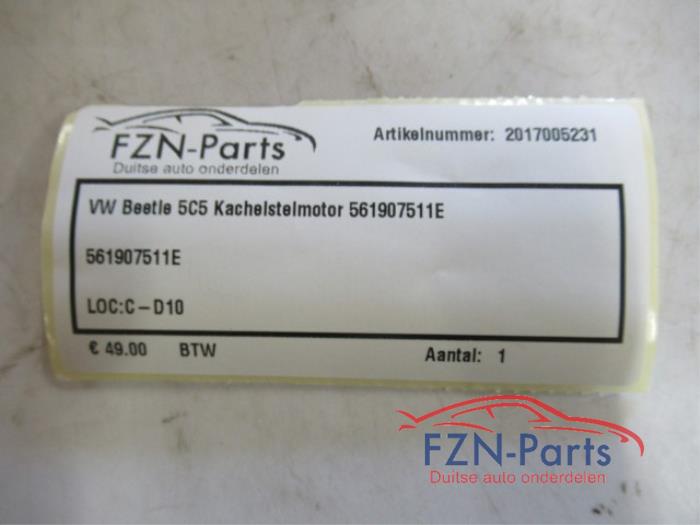 FZN-Parts
Duitse auto onderdelen
Artikelnummer: 2017005231
VW Beetle 5C5 Kachelstelmotor 561907511E
561907511E
LOC:C-D10
€ 49.00 BTW
Aantal: 1
FZN-Parts
Duitse auto onderdelen